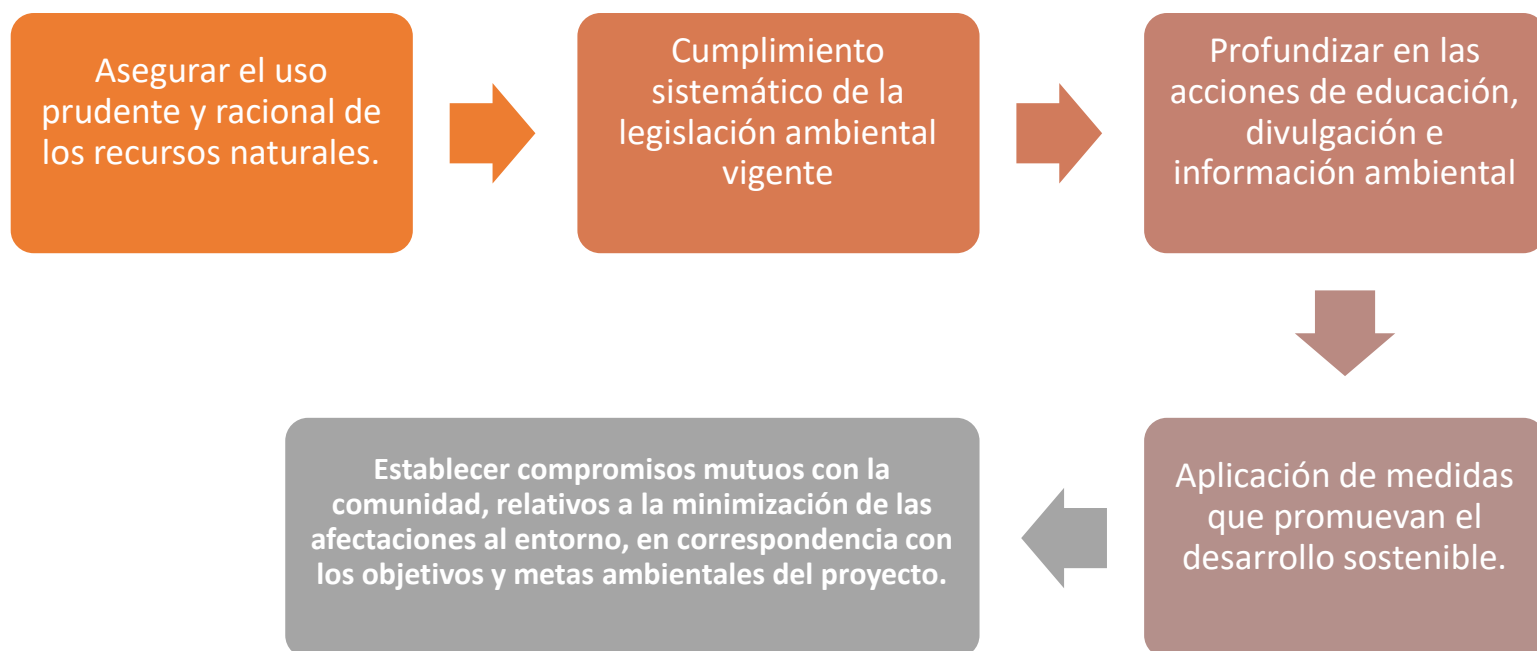 Asegurar el uso
prudente y racional de
los recursos naturales.
Cumplimiento
sistemático de la
legislación ambiental
vigente
Profundizar en las
acciones de educación,
divulgación e
información ambiental
Aplicación de medidas
que promuevan el
desarrollo sostenible.
Establecer compromisos mutuos con la
comunidad, relativos a la minimización de las
afectaciones al entorno, en correspondencia con
los objetivos y metas ambientales del proyecto.